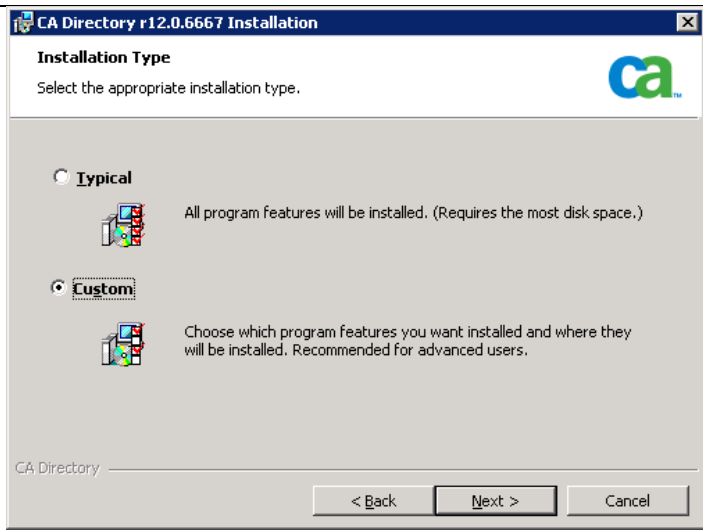 CA Directory r12.0.6667 Installation
Installation Type
Select the appropriate installation type.
ca
TM
Typical
All program features will be installed. (Requires the most disk space.)
Custom
Choose which program features you want installed and where they
will be installed. Recommended for advanced users.
CA Directory
< Back
Next >
Cancel